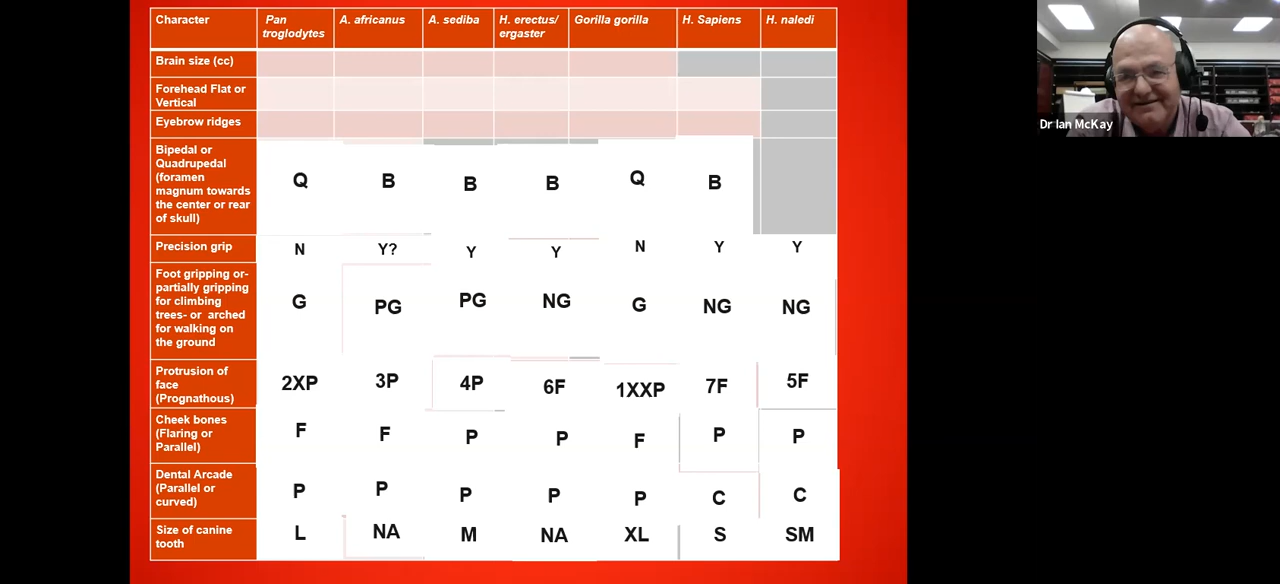 Character Pan A. africanus A. sediba H. erectus/ Gorilla gorilla H. Sapiens H. naledi
troglodytes ergaster
Brain size (cc)
Forehead Flat or
Vertical
Eyebrow ridges
Bipedal or
Quadrupedal
(foramen
magnum towards
the center or rear
of skull)
Q B B B Q B
Precision grip N Y? Y Y N Y Y
Foot gripping or-
partially gripping
for climbing
trees- or arched
for walking on
the ground
G PG PG NG G NG NG
Protrusion of
face
(Prognathous)
2XP 3P 4P 6F 1XXP 7F 5F
Cheek bones
(Flaring or
Parallel)
F F P P F P P
Dental Arcade
(Parallel or
curved)
P P P P P C C
Size of canine
tooth
L NA M NA XL S SM
Dr Ian McKay